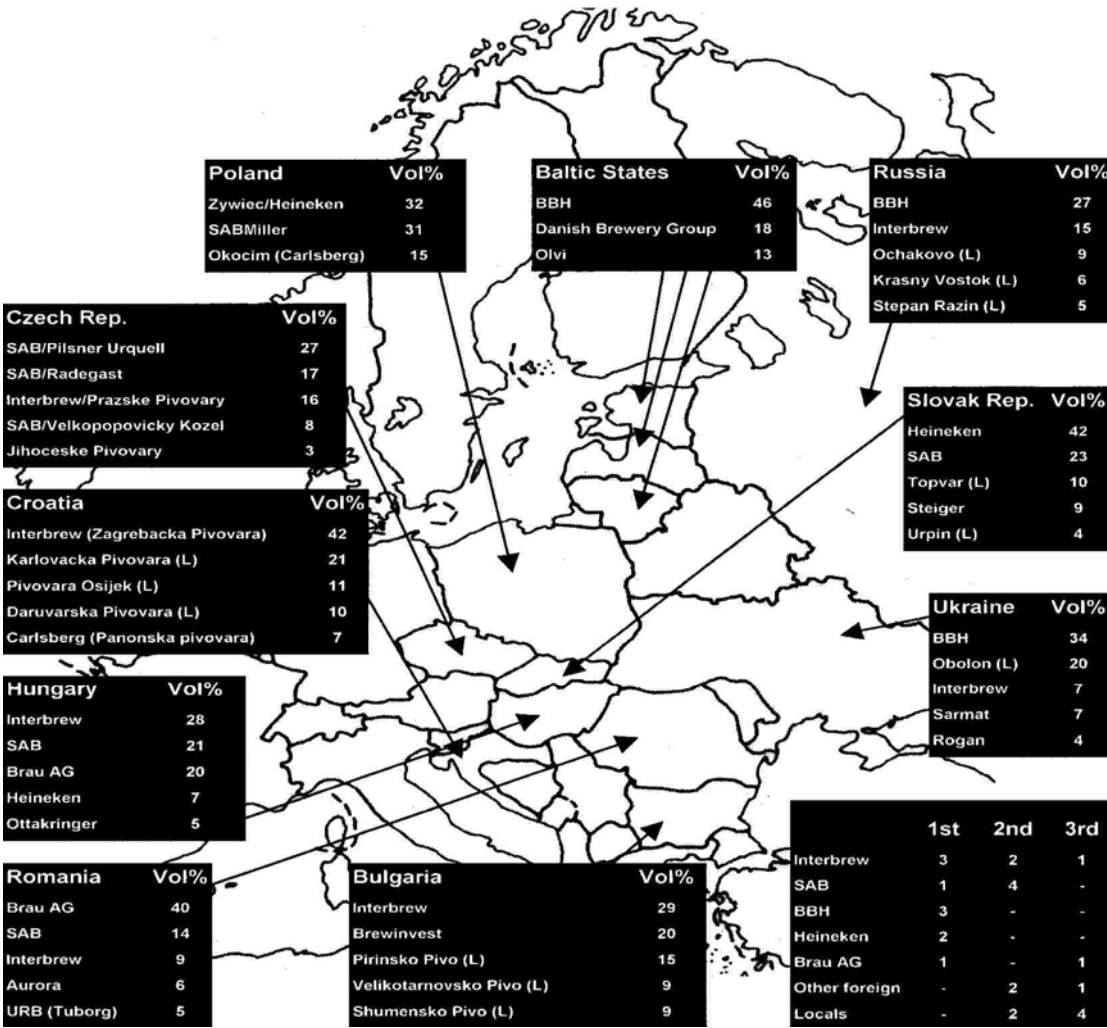 Poland Vol%
Zywiec/Heineken 32
SABMiller 31
Okocim (Carlsberg) 15
Baltic States Vol%
BBH 46
Danish Brewery Group 18
Olvi 13
Russia Vol%
BBH 27
Interbrew 15
Ochakovo (L) 9
Krasny Vostok (L) 6
Stepan Razin (L) 5
Czech Rep. Vol%
SAB/Pilsner Urquell 27
SAB/Radegast 17
Interbrew/Prazske Pivovary 16
SAB/Velkopopovicky Kozel 8
Jihoceske Pivovary 3
Slovak Rep. Vol%
Heineken 42
SAB 23
Topvar (L) 10
Steiger 9
Urpin (L) 4
Croatia Vol%
Interbrew (Zagrebacka Pivovara) 42
Karlovacka Pivovara (L) 21
Pivovara Osijek (L) 11
Daruvarska Pivovara (L) 10
Carlsberg (Panonska pivovara) 7
Ukraine Vol%
BBH 34
Obolon (L) 20
Interbrew 7
Sarmat 7
Rogan 4
Hungary Vol%
Interbrew 28
SAB 21
Brau AG 20
Heineken 7
Ottakringer 5
Romania Vol%
Brau AG 40
SAB 14
Interbrew 9
Aurora 6
URB (Tuborg) 5
Bulgaria Vol%
Interbrew 29
Brewinvest 20
Pirinsko Pivo (L) 15
Velikotarnovsko Pivo (L) 9
Shumensko Pivo (L) 9
1st 2nd 3rd
Interbrew 3 2 1
SAB 1 4 -
BBH 3 - -
Heineken 2 - -
Brau AG 1 - 1
Other foreign - 2 1
Locals - 2 4